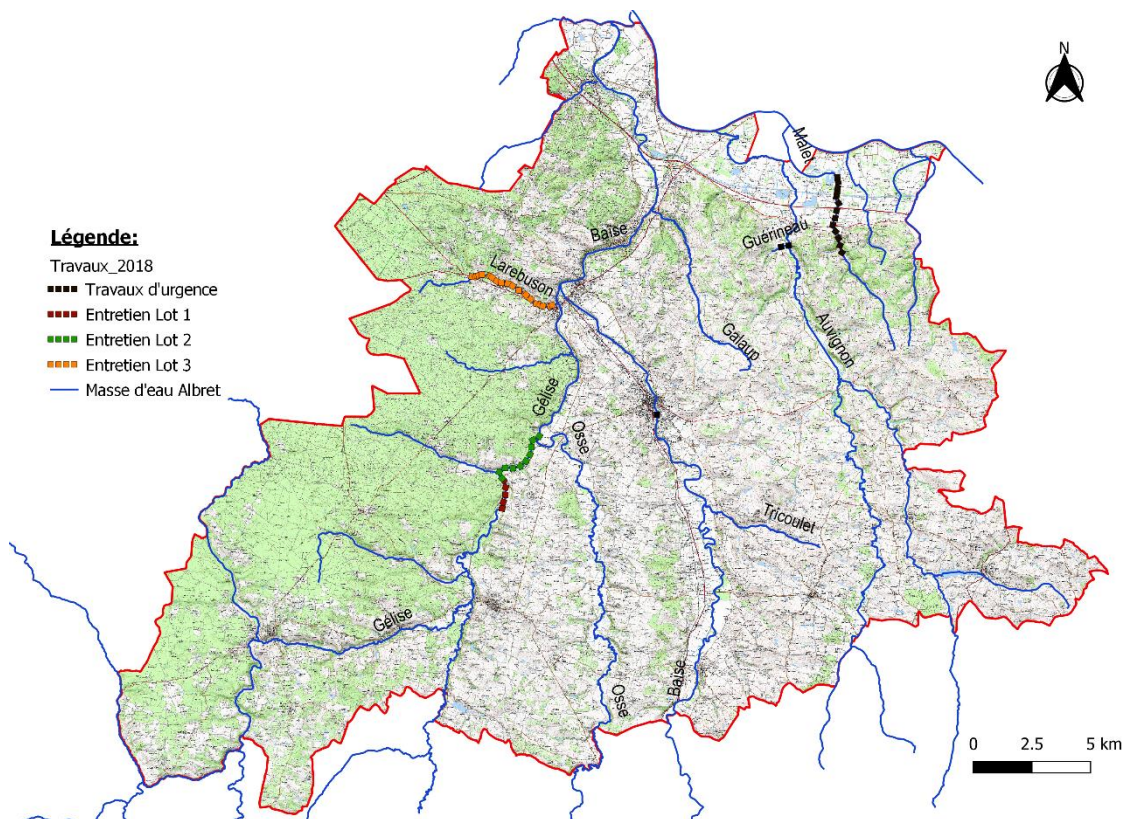 N
Malet
Guérineau
Baïse
Larebuson
Légende:
Travaux_2018
Travaux d'urgence
Entretien Lot 1
Entretien Lot 2
Entretien Lot 3
Masse d'eau Albret
Auvignon
Galaup
Gélise
Osse
Tricoulet
Gélise
Osse
Baïse
0 2.5 5 km